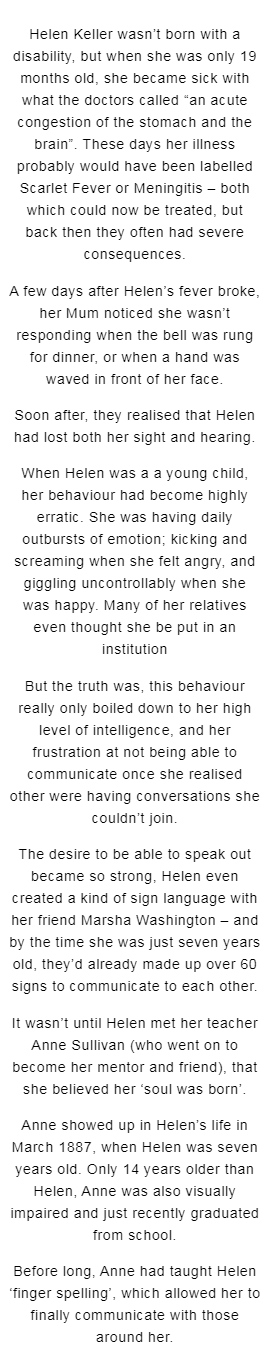 Helen Keller wasn’t born with a
disability, but when she was only 19
months old, she became sick with
what the doctors called “an acute
congestion of the stomach and the
brain”. These days her illness
probably would have been labelled
Scarlet Fever or Meningitis – both
which could now be treated, but
back then they often had severe
consequences.
A few days after Helen’s fever broke,
her Mum noticed she wasn’t
responding when the bell was rung
for dinner, or when a hand was
waved in front of her face.
Soon after, they realised that Helen
had lost both her sight and hearing.
When Helen was a a young child,
her behaviour had become highly
erratic. She was having daily
outbursts of emotion; kicking and
screaming when she felt angry, and
giggling uncontrollably when she
was happy. Many of her relatives
even thought she be put in an
institution
But the truth was, this behaviour
really only boiled down to her high
level of intelligence, and her
frustration at not being able to
communicate once she realised
other were having conversations she
couldn’t join.
The desire to be able to speak out
became so strong, Helen even
created a kind of sign language with
her friend Marsha Washington – and
by the time she was just seven years
old, they’d already made up over 60
signs to communicate to each other.
It wasn’t until Helen met her teacher
Anne Sullivan (who went on to
become her mentor and friend), that
she believed her ‘soul was born’.
Anne showed up in Helen’s life in
March 1887, when Helen was seven
years old. Only 14 years older than
Helen, Anne was also visually
impaired and just recently graduated
from school.
Before long, Anne had taught Helen
‘finger spelling’, which allowed her to
finally communicate with those
around her.